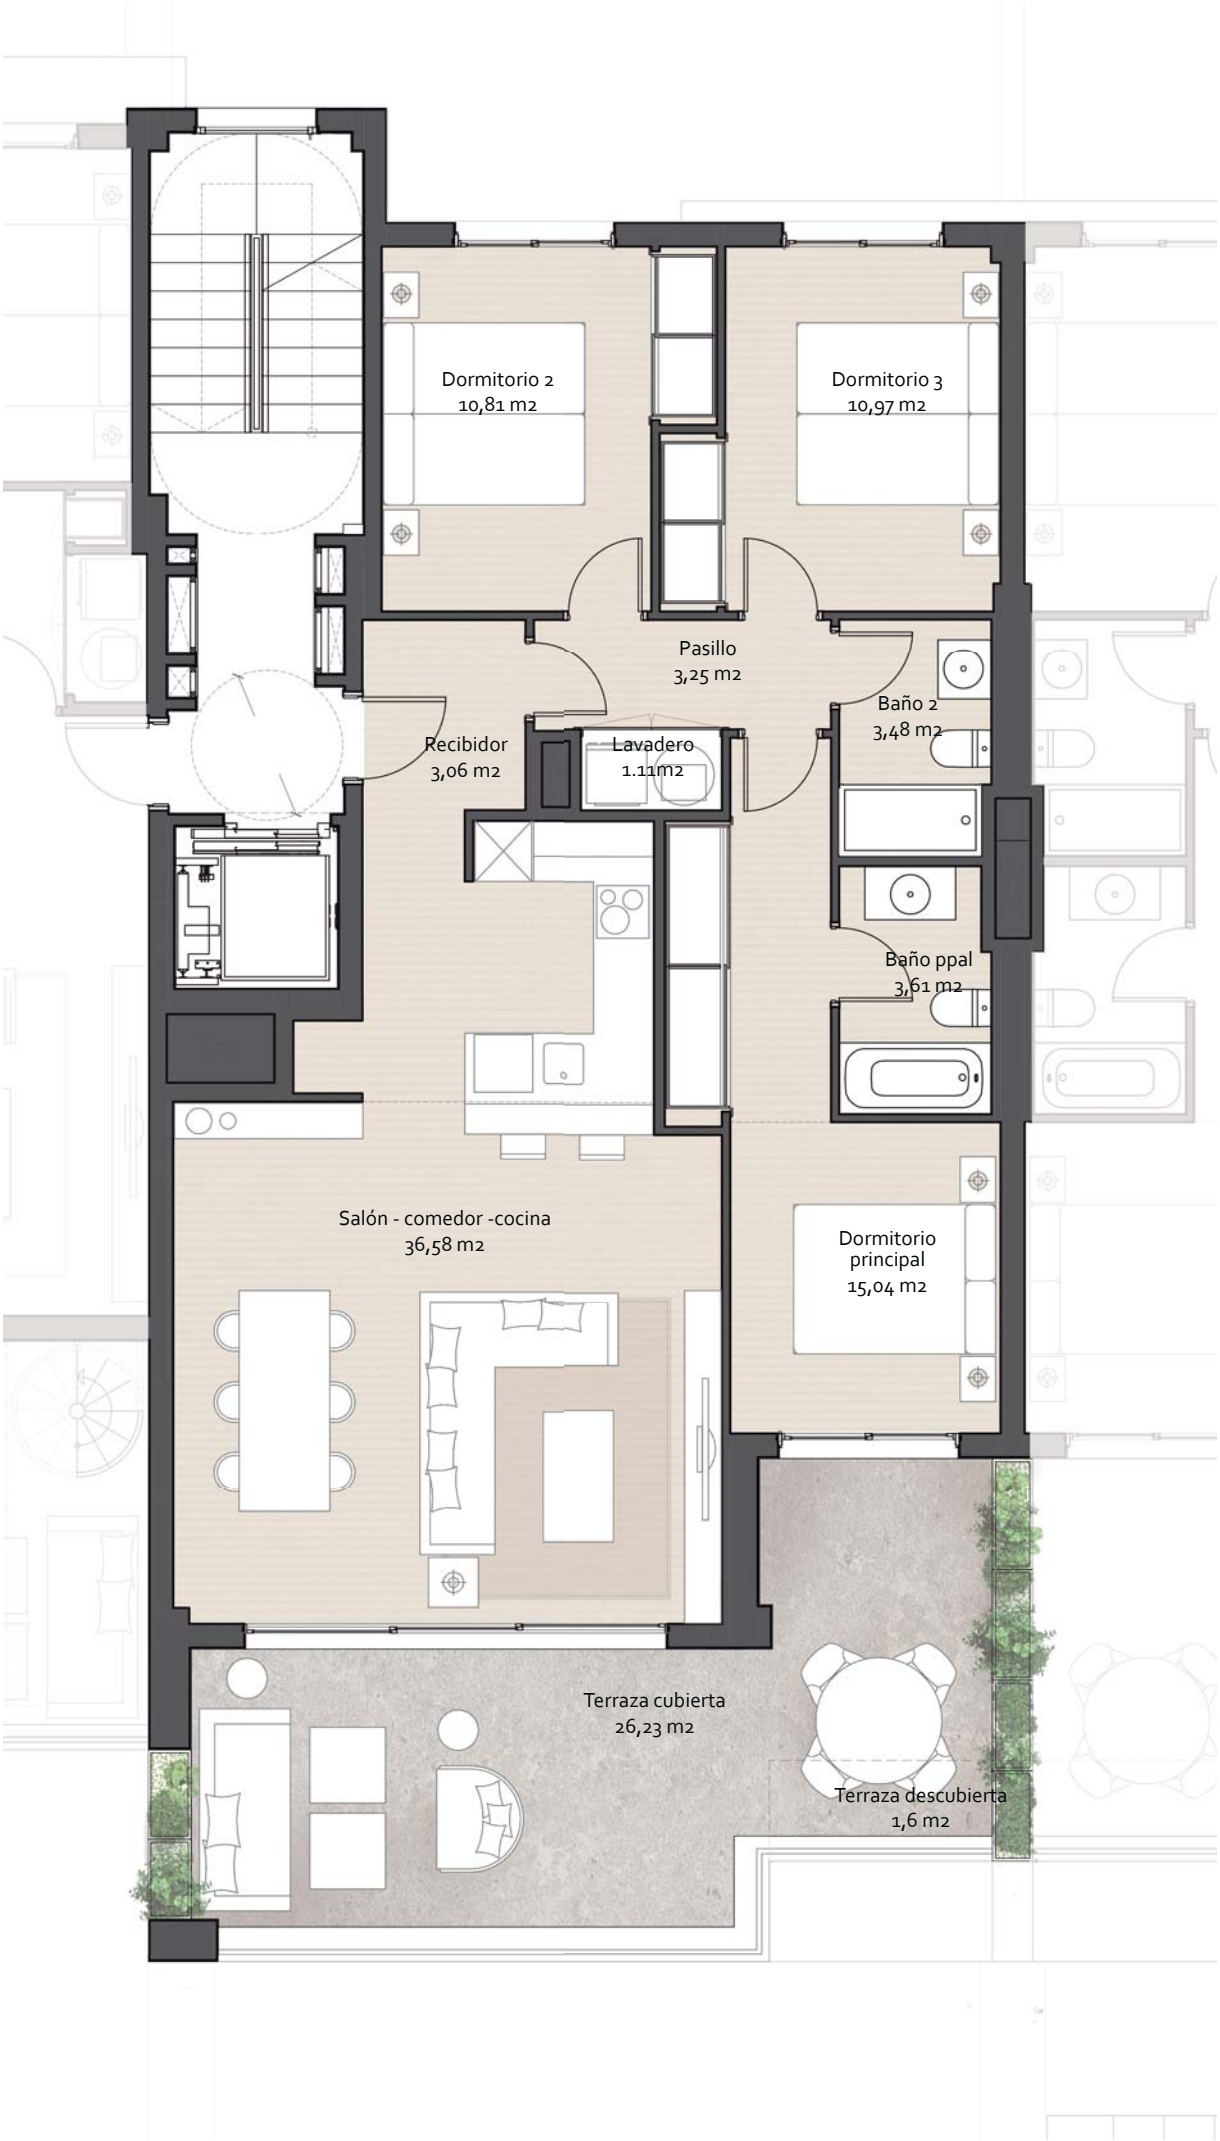 Dormitorio 2
10,81 m2
Dormitorio 3
10,97 m2
Pasillo
3,25 m2
Baño 2
3,48 m2
Recibidor
3,06 m2
Lavadero
1.11m2
Baño ppal
3,61 m2
Salón - comedor -cocina
36,58 m2
Dormitorio
principal
15,04 m2
Terraza cubierta
26,23 m2
Terraza descubierta
1,6 m2